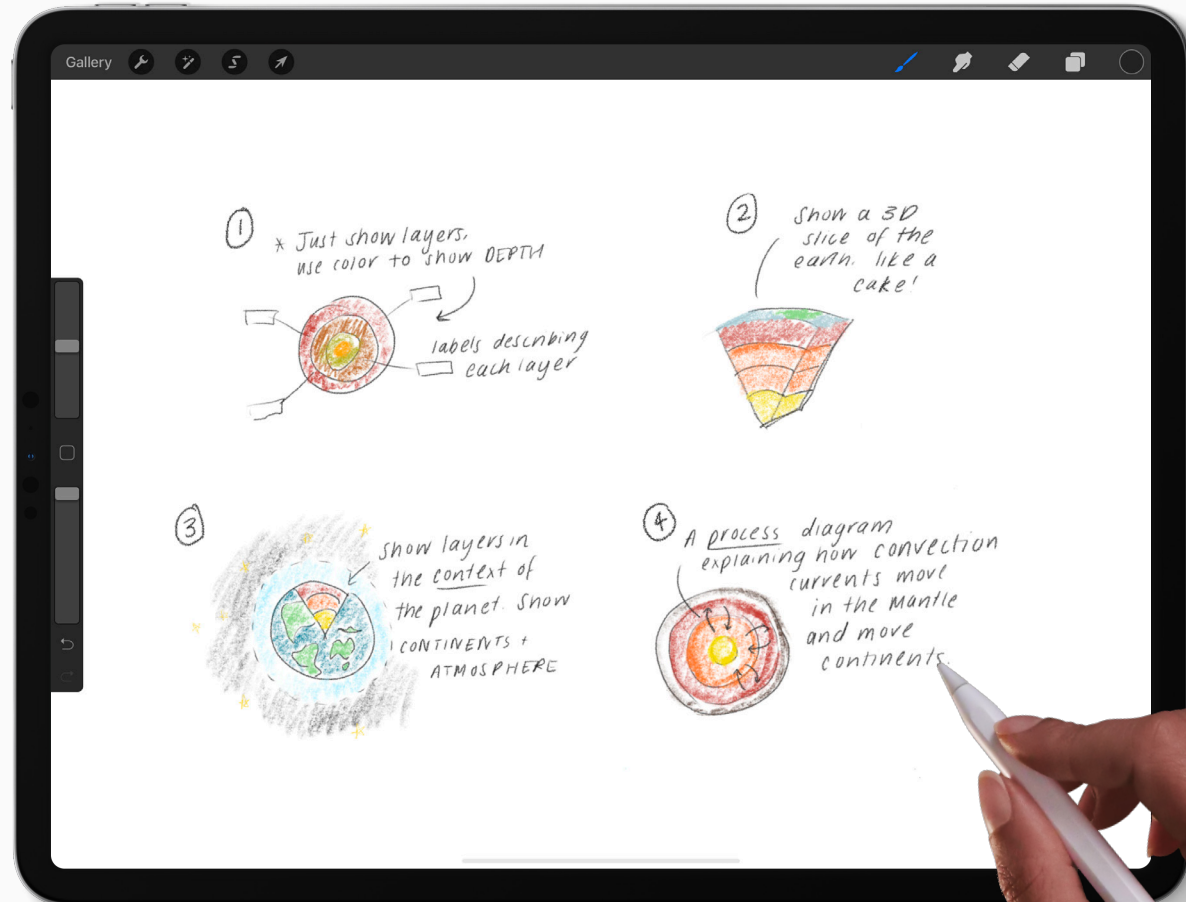 Gallery
1
* Just show layers,
use color to show DEPTH
labels describing
each layer
2
Show a 3D
slice of the
earth. like a
cake!
3
Show layers in
the context of
the planet. Show
CONTINENTS +
ATMOSPHERE
4
A process diagram
explaining how convection
currents move
in the Mantle
and move
continents.